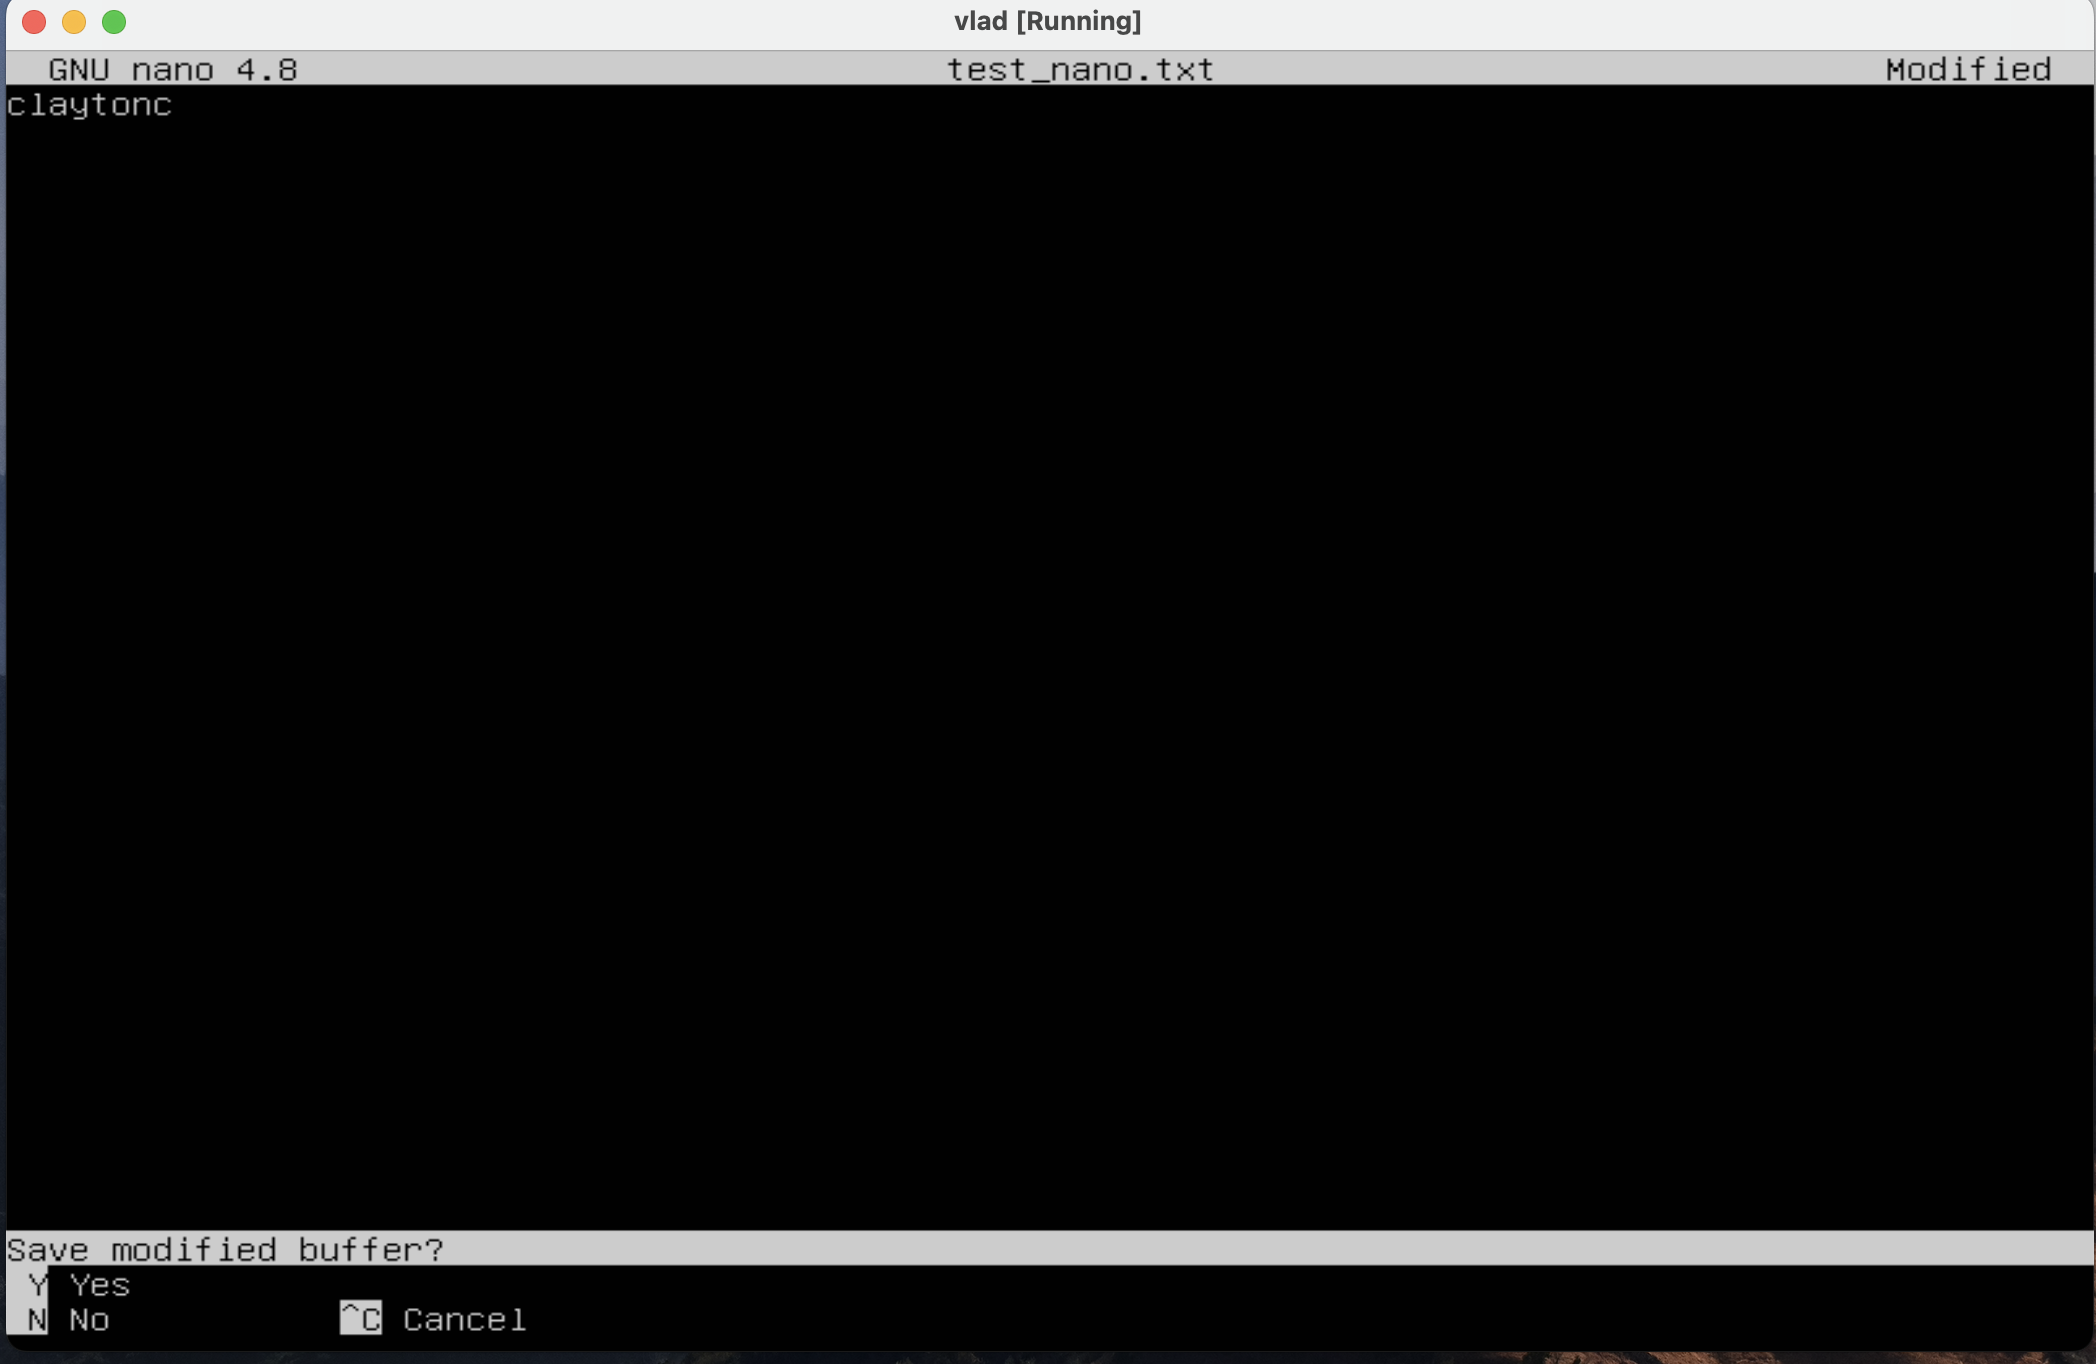 vlad [Running]
GNU nano 4.8 test_nano.txt Modified
claytonc
Save modified buffer?
Y Yes
N No ^C Cancel